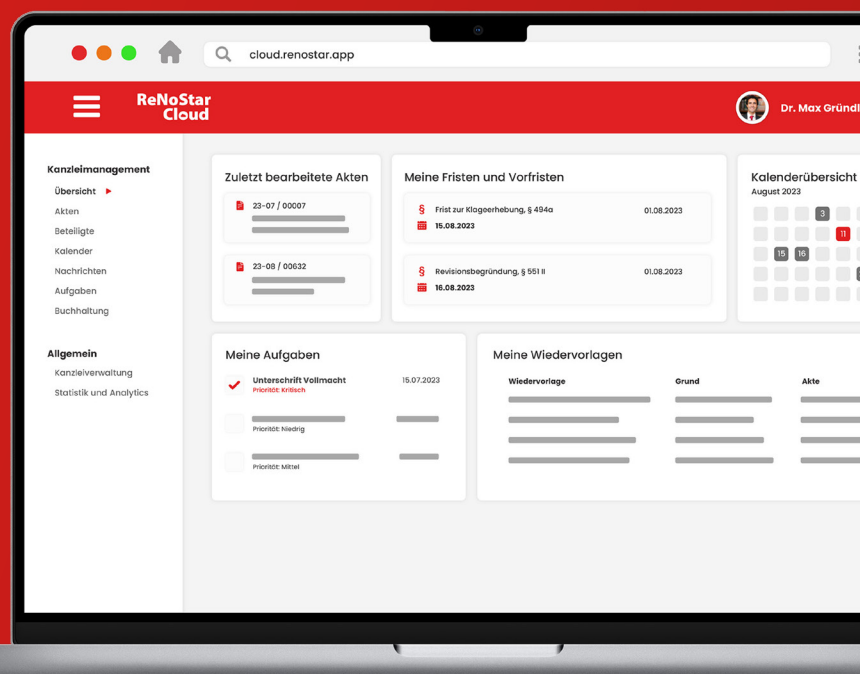 cloud.renostar.app
ReNoStar
Cloud
Dr. Max Gründl
Kanzleimanagement
Übersicht
Akten
Beteiligte
Kalender
Nachrichten
Aufgaben
Buchhaltung
Allgemein
Kanzleiverwaltung
Statistik und Analytics
Zuletzt bearbeitete Akten
23-07 / 00007
23-08 / 00632
Meine Fristen und Vorfristen
§ Frist zur Klageerhebung, § 494a 01.08.2023
15.08.2023
§ Revisionsbegründung, § 551 II 01.08.2023
16.08.2023
Kalenderübersicht
August 2023
3
11
15 16
Meine Aufgaben
Unterschrift Vollmacht 15.07.2023
Priorität: Kritisch
Priorität: Niedrig
Priorität: Mittel
Meine Wiedervorlagen
Wiedervorlage Grund Akte